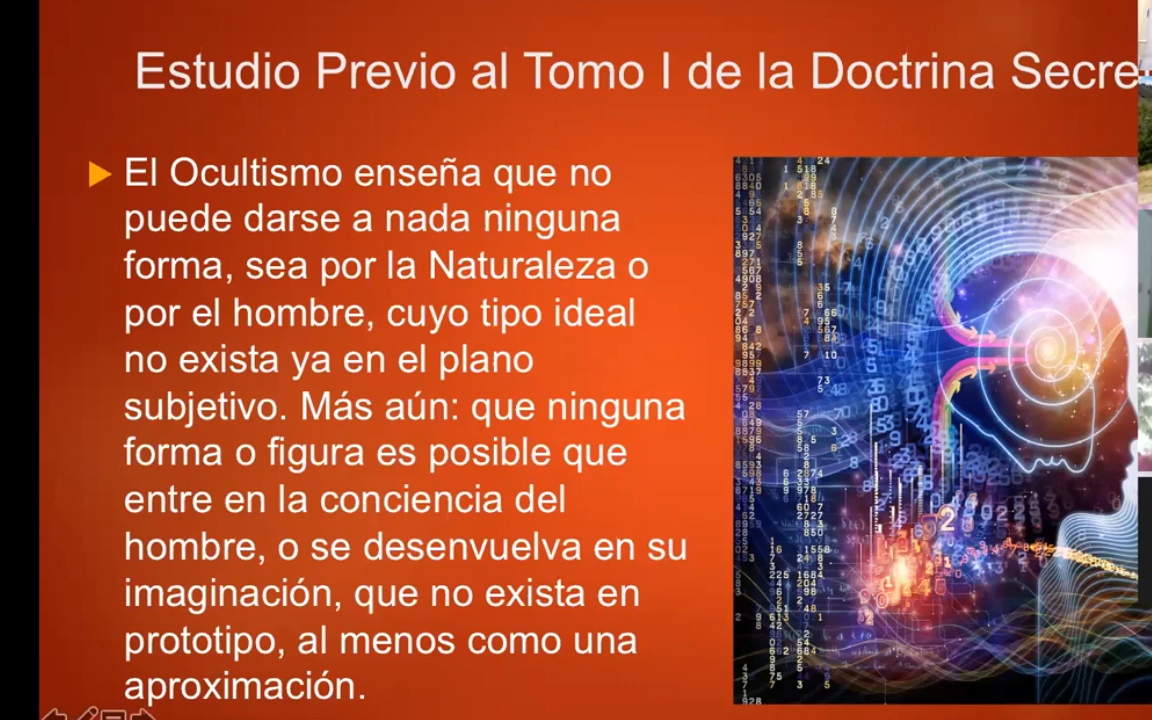 Estudio Previo al Tomo I de la Doctrina Secre
El Ocultismo enseña que no
puede darse a nada ninguna
forma, sea por la Naturaleza o
por el hombre, cuyo tipo ideal
no exista ya en el plano
subjetivo. Más aún: que ninguna
forma o figura es posible que
entre en la conciencia del
hombre, o se desenvuelva en su
imaginación, que no exista en
prototipo, al menos como una
aproximación.